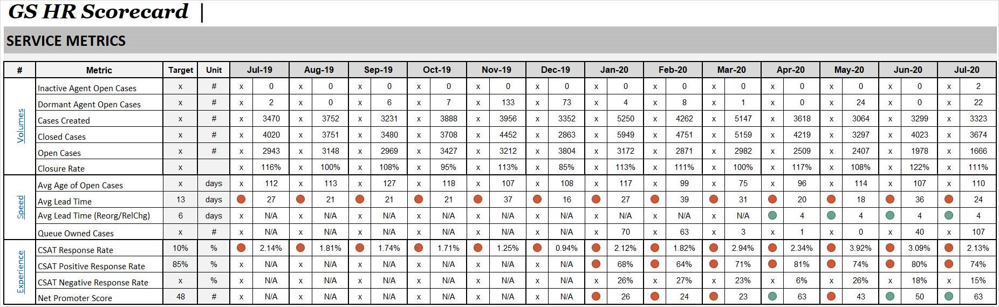 GS HR Scorecard |
SERVICE METRICS
# Metric Target Unit Jul-19 Aug-19 Sep-19 Oct-19 Nov-19 Dec-19 Jan-20 Feb-20 Mar-20 Apr-20 May-20 Jun-20 Jul-20
Volumes
Inactive Agent Open Cases x # x 0 x 0 x 0 x 0 x 0 x 0 x 0 x 0 x 0 x 0 x 0 x 0 x 2
Dormant Agent Open Cases x # x 2 x 0 x 6 x 7 x 133 x 73 x 4 x 8 x 1 x 0 x 24 x 0 x 22
Cases Created x # x 3470 x 3752 x 3231 x 3888 x 3956 x 3352 x 5250 x 4262 x 5147 x 3618 x 3064 x 3299 x 3323
Closed Cases x # x 4020 x 3751 x 3480 x 3708 x 4452 x 2863 x 5949 x 4751 x 5159 x 4219 x 3297 x 4023 x 3674
Open Cases x # x 2943 x 3148 x 2969 x 3427 x 3212 x 3804 x 3172 x 2871 x 2982 x 2509 x 2407 x 1978 x 1666
Closure Rate x x 116% x 100% x 108% x 95% x 113% x 85% x 113% x 111% x 100% x 117% x 108% x 122% x 111%
Speed
Avg Age of Open Cases x days x 112 x 113 x 127 x 118 x 107 x 108 x 117 x 99 x 75 x 96 x 114 x 107 x 110
Avg Lead Time 13 days 27 21 21 21 37 16 27 39 31 20 18 36 24
Avg Lead Time (Reorg/RelChg) 6 days x N/A x N/A x N/A x N/A x N/A x N/A x N/A x N/A x N/A 4 4 4 4
Queue Owned Cases x # x N/A x N/A x N/A x N/A x N/A x N/A x 70 x 63 x 3 x 1 x 0 x 40 x 107
Experience
CSAT Response Rate 10% % 2.14% 1.81% 1.74% 1.71% 1.25% 0.94% 2.12% 1.82% 2.94% 2.34% 3.92% 3.09% 2.13%
CSAT Positive Response Rate 85% % x N/A x N/A x N/A x N/A x N/A x N/A 68% 64% 71% 81% 74% 80% 74%
CSAT Negative Response Rate x % x N/A x N/A x N/A x N/A x N/A x N/A x 26% x 27% x 23% x 6% x 26% x 18% x 15%
Net Promoter Score 48 # x N/A x N/A x N/A x N/A x N/A x N/A 26 24 23 63 43 50 63